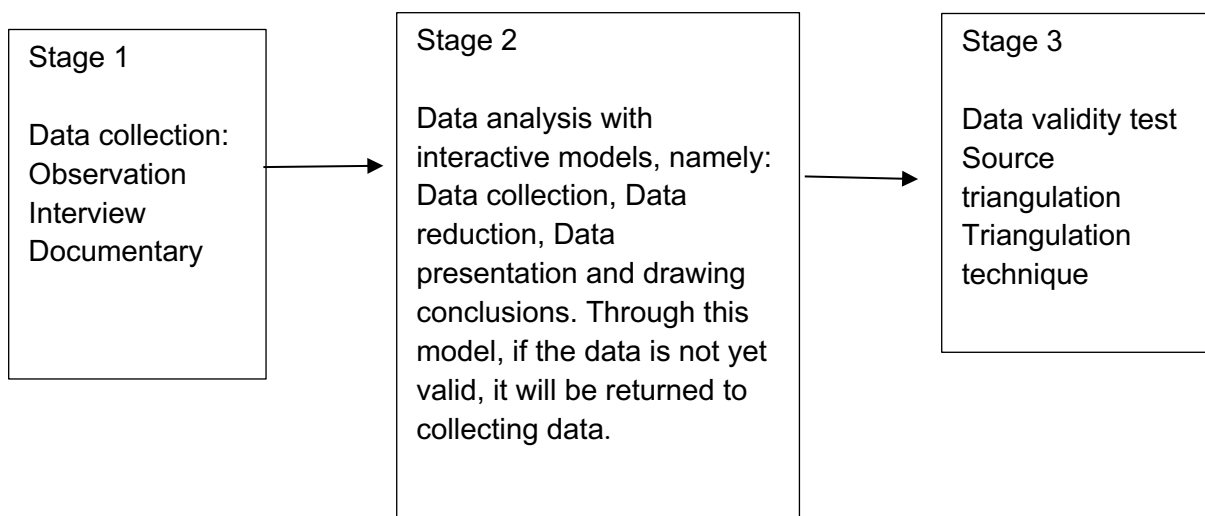 Stage 1
Data collection:
Observation
Interview
Documentary
Stage 2
Data analysis with
interactive models, namely:
Data collection, Data
reduction, Data
presentation and drawing
conclusions. Through this
model, if the data is not yet
valid, it will be returned to
collecting data.
Stage 3
Data validity test
Source
triangulation
Triangulation
technique